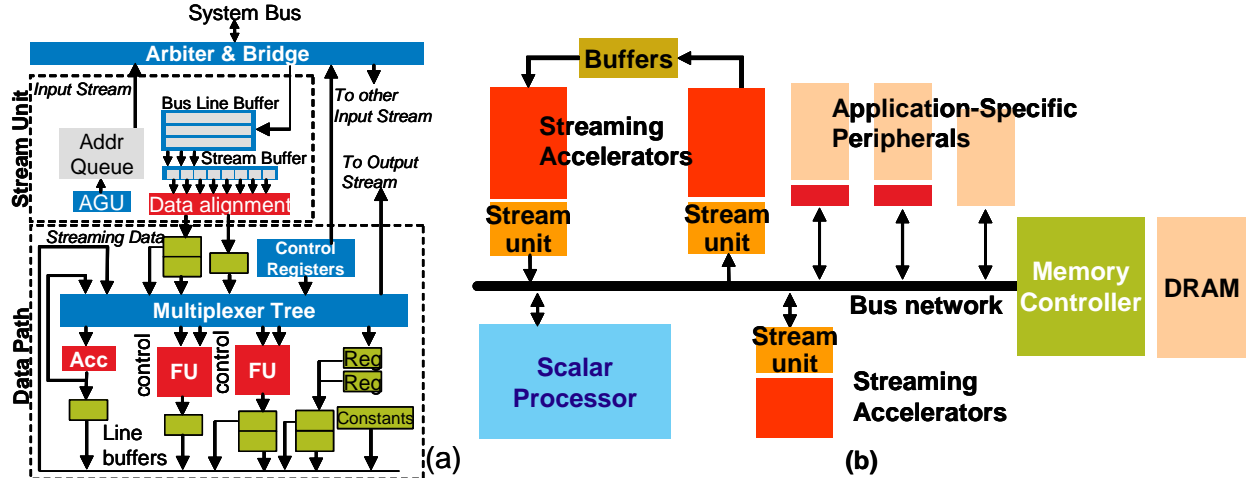 System Bus
Arbiter & Bridge
Stream Unit
Input Stream
Bus Line Buffer
To other
Input Stream
Addr
Queue
Stream Buffer
To Output
Stream
AGU
Data alignment
Data Path
Streaming Data
Control
Registers
Multiplexer Tree
Acc
control
FU
control
FU
Reg
Reg
Constants
Line
buffers
(a)
Buffers
Streaming
Accelerators
Application-Specific
Peripherals
Stream
unit
Stream
unit
Bus network
Memory
Controller
DRAM
Scalar
Processor
Stream
unit
Streaming
Accelerators
(b)